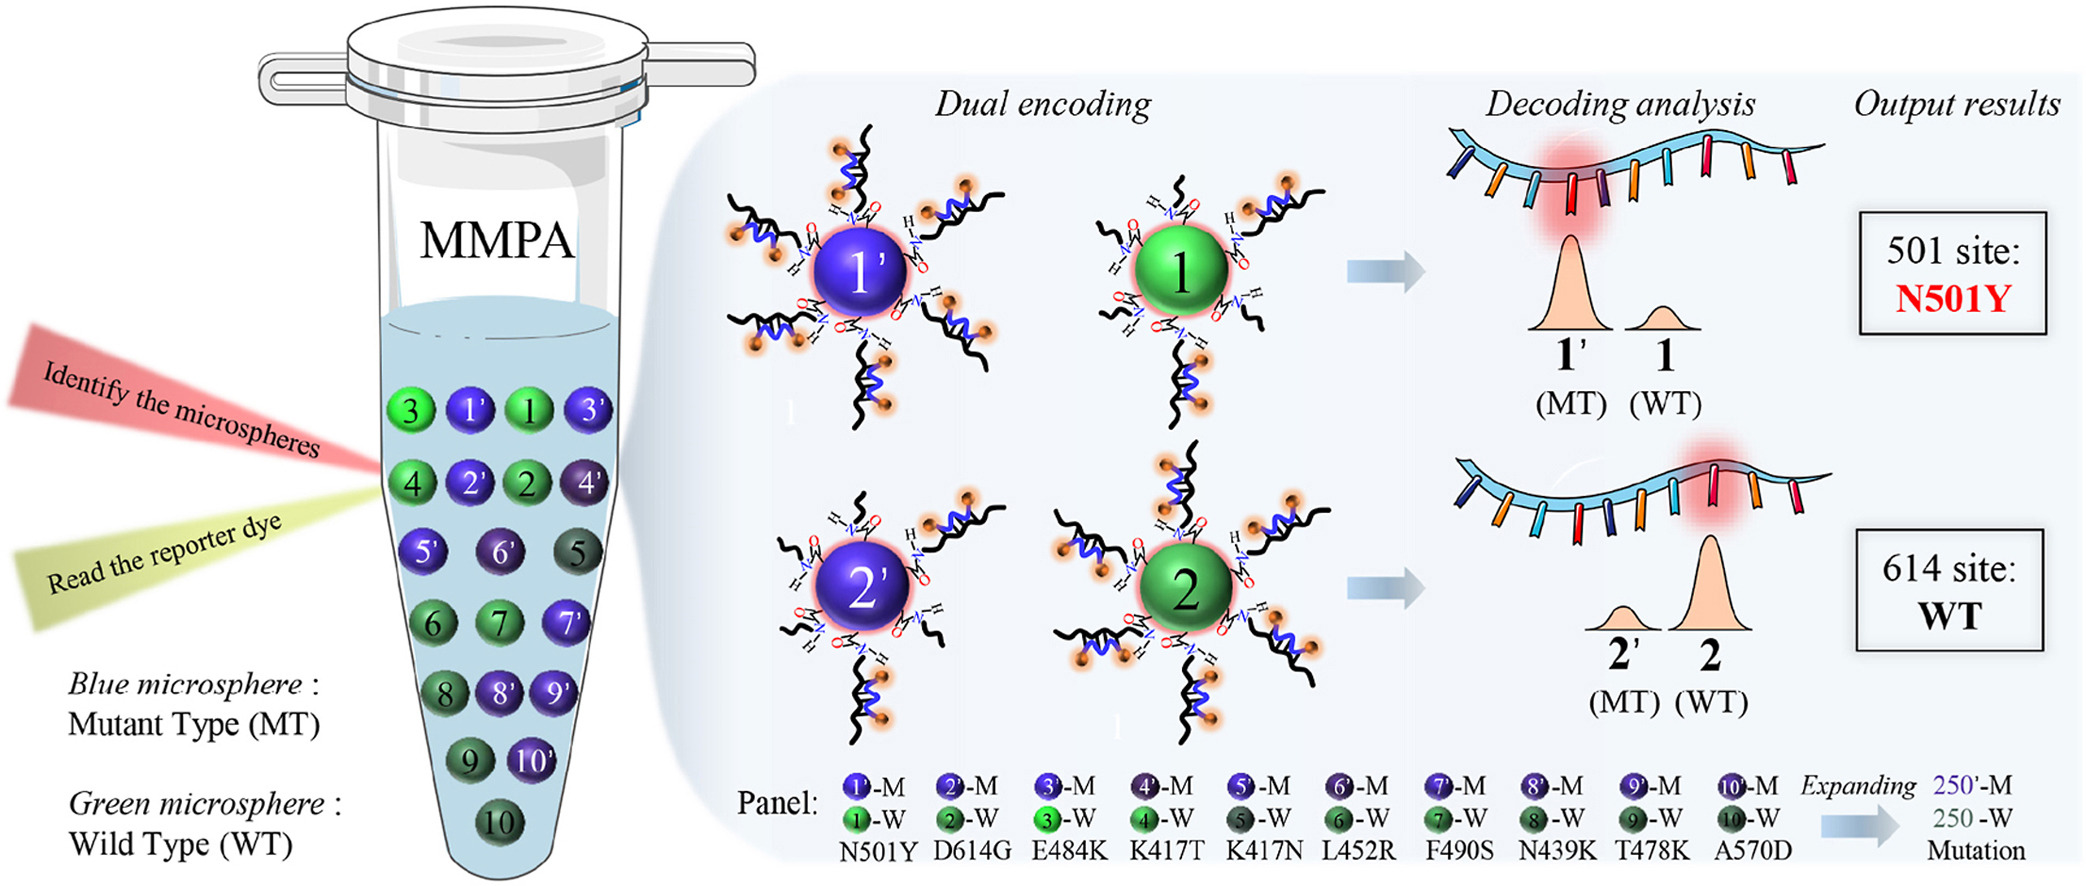 MMPA
Identify the microspheres
Read the reporter dye
3 1' 1 3'
4 2' 2 4'
5' 6' 5
6 7 7'
8 8' 9'
9 10'
10
Blue microsphere :
Mutant Type (MT)
Green microsphere :
Wild Type (WT)
Dual encoding
Decoding analysis
Output results
1'
H N O
H N O
H N O
H N O
H N O
H N O
1
H N O
H N O
H N O
H N O
H N O
H N O
1' 1
(MT) (WT)
501 site:
N501Y
1
2'
H N O
H N O
H N O
H N O
H N O
H N O
2
H N O
H N O
H N O
H N O
H N O
H N O
2' 2
(MT) (WT)
614 site:
WT
1
Panel:
1'-M 2'-M 3'-M 4'-M 5'-M 6'-M 7'-M 8'-M 9'-M 10'-M
1-W 2-W 3-W 4-W 5-W 6-W 7-W 8-W 9-W 10-W
N501Y D614G E484K K417T K417N L452R F490S N439K T478K A570D
Expanding
250'-M
250 -W
Mutation